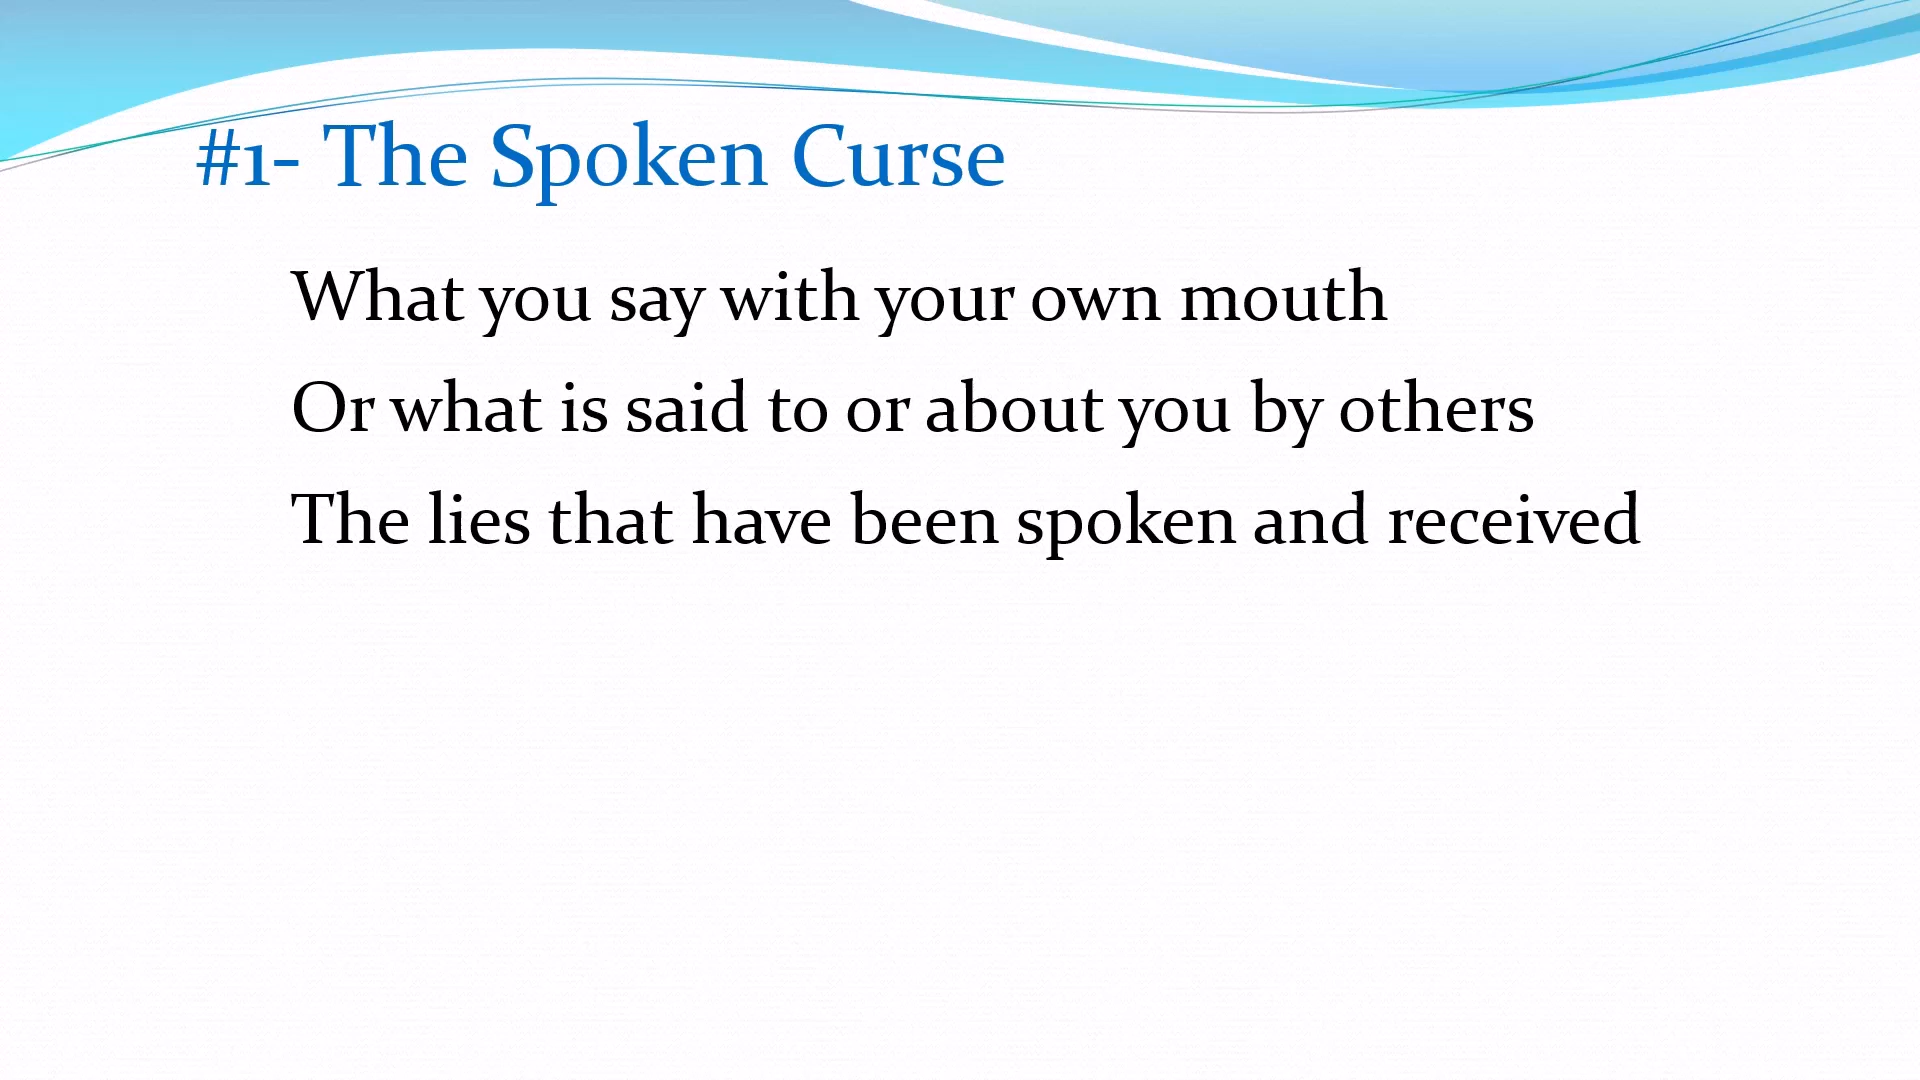 #1- The Spoken Curse
What you say with your own mouth
Or what is said to or about you by others
The lies that have been spoken and received